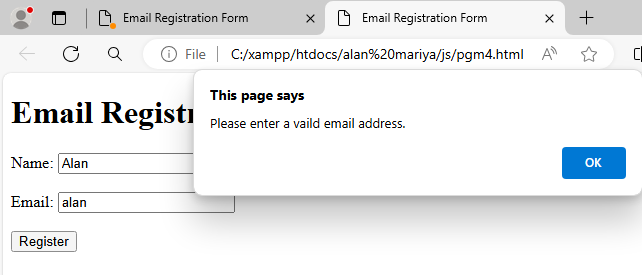 Email Registration Form
Email Registration Form
File
C:/xampp/htdocs/alan%20mariya/js/pgm4.html
This page says
Please enter a vaild email address.
OK
Email Regist
Name: Alan
Email: alan
Register